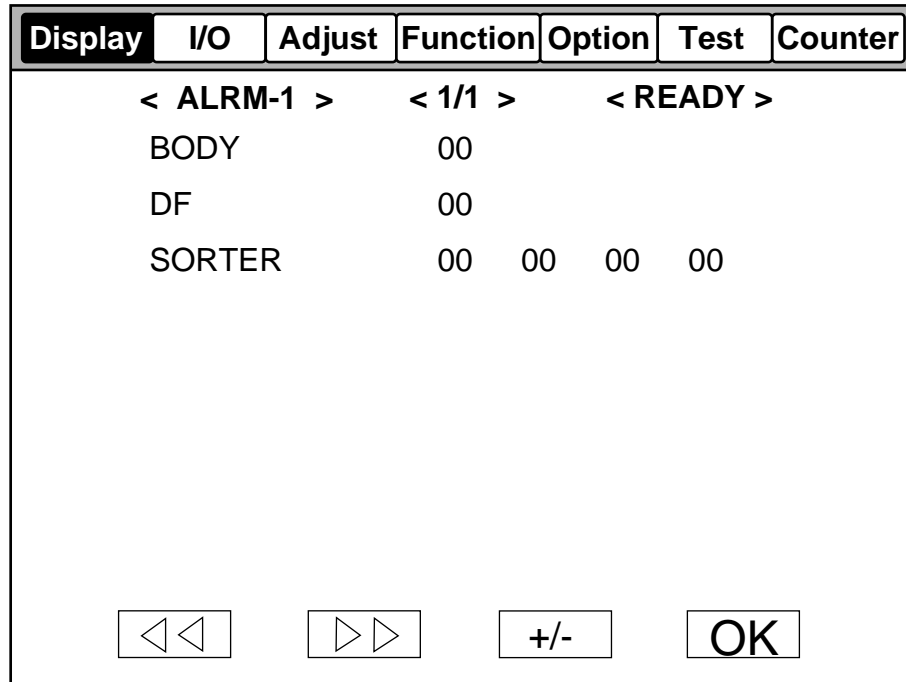 Display I/O Adjust Function Option Test Counter
< ALRM-1 > < 1/1 > < READY >
BODY 00
DF 00
SORTER 00 00 00 00
+/- OK